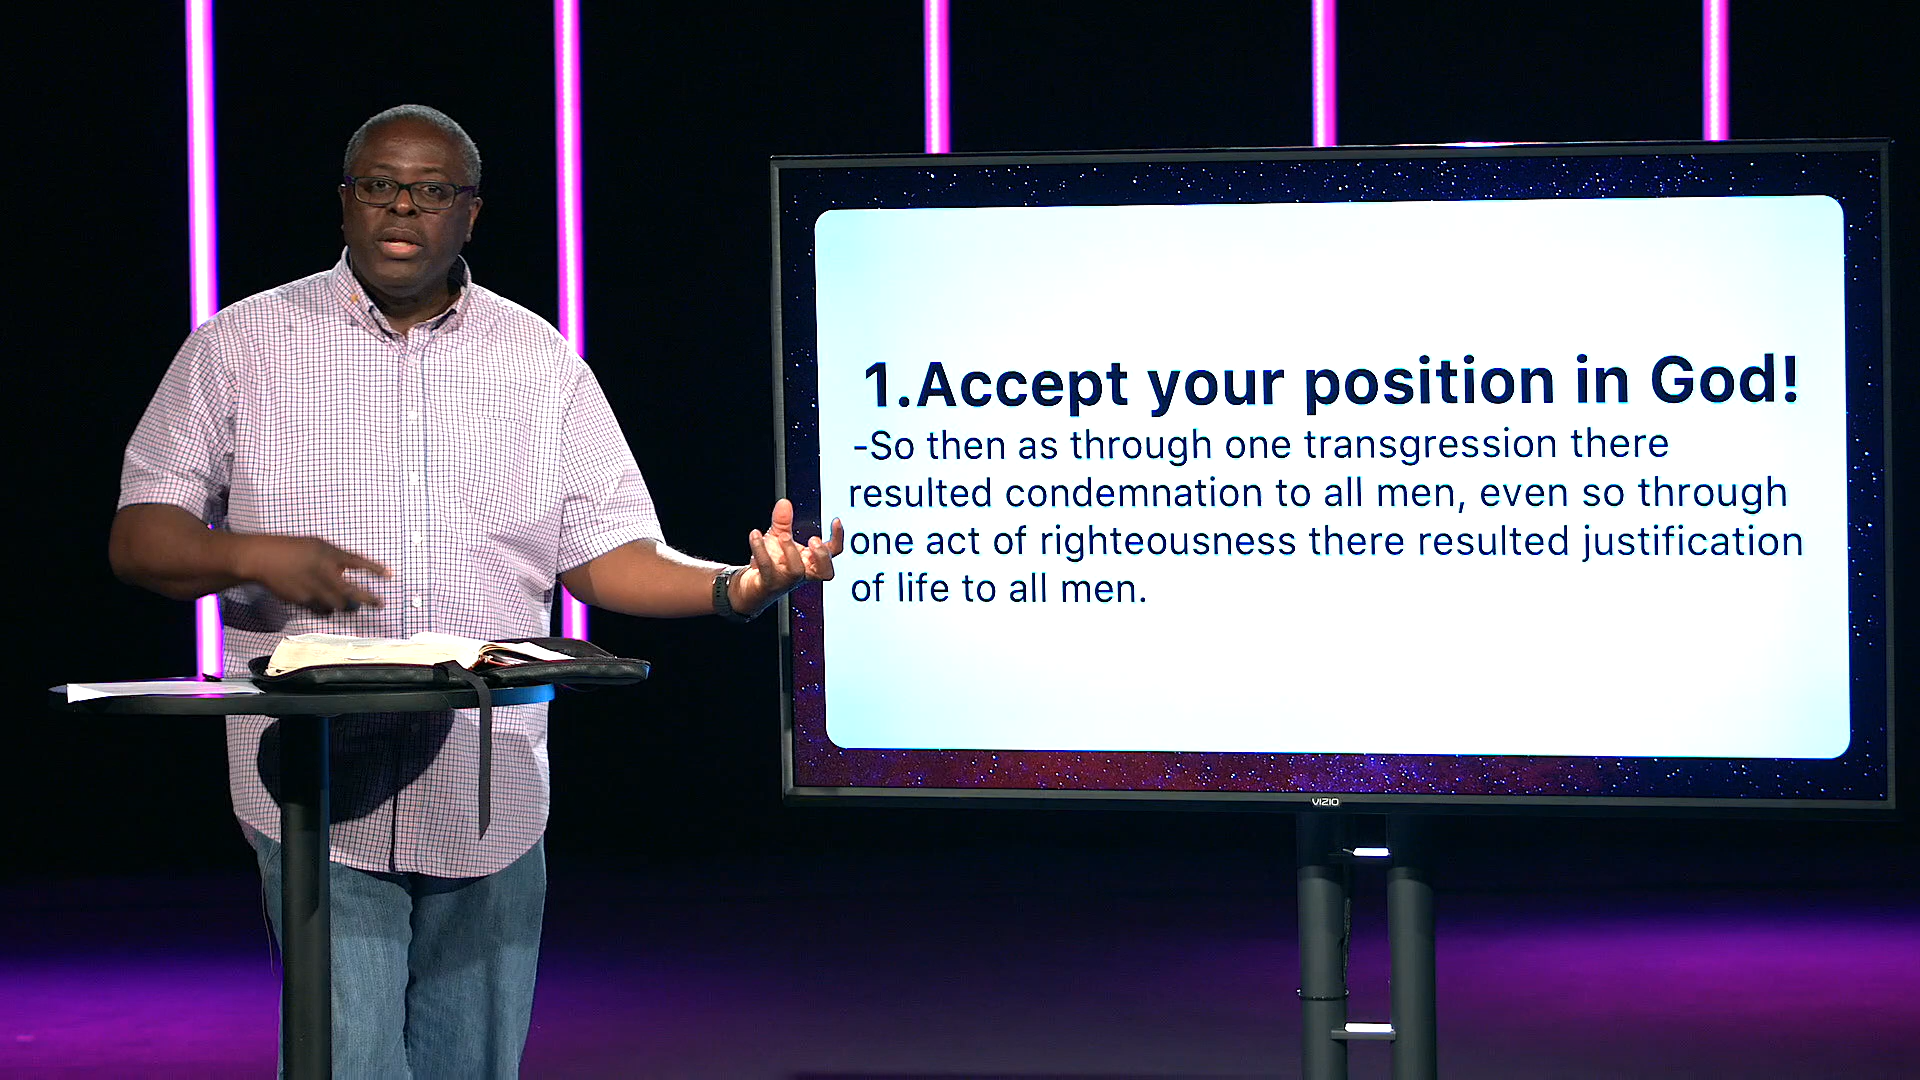 1.Accept your position in God!
-So then as through one transgression there
resulted condemnation to all men, even so through
one act of righteousness there resulted justification
of life to all men.
VIZIO